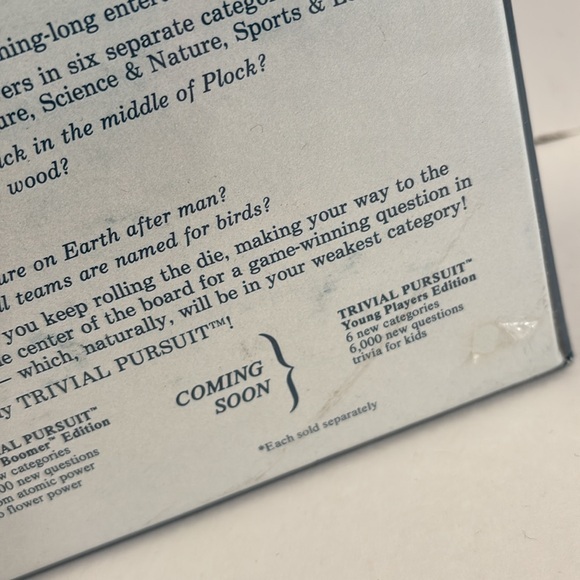 ning-long enter
ers in six separate catego
ure, Science & Nature, Sports &
ck in the middle of Plock?
wood?
ure on Earth after man?
l teams are named for birds?
you keep rolling the die, making your way to the
e center of the board for a game-winning question in
— which, naturally, will be in your weakest category!
y TRIVIAL PURSUIT™!
COMING
SOON
AL PURSUIT™
Boomer™ Edition
w categories
00 new questions
om atomic power
o flower power
TRIVIAL PURSUIT™
Young Players Edition
6 new categories
6,000 new questions
trivia for kids
*Each sold separately